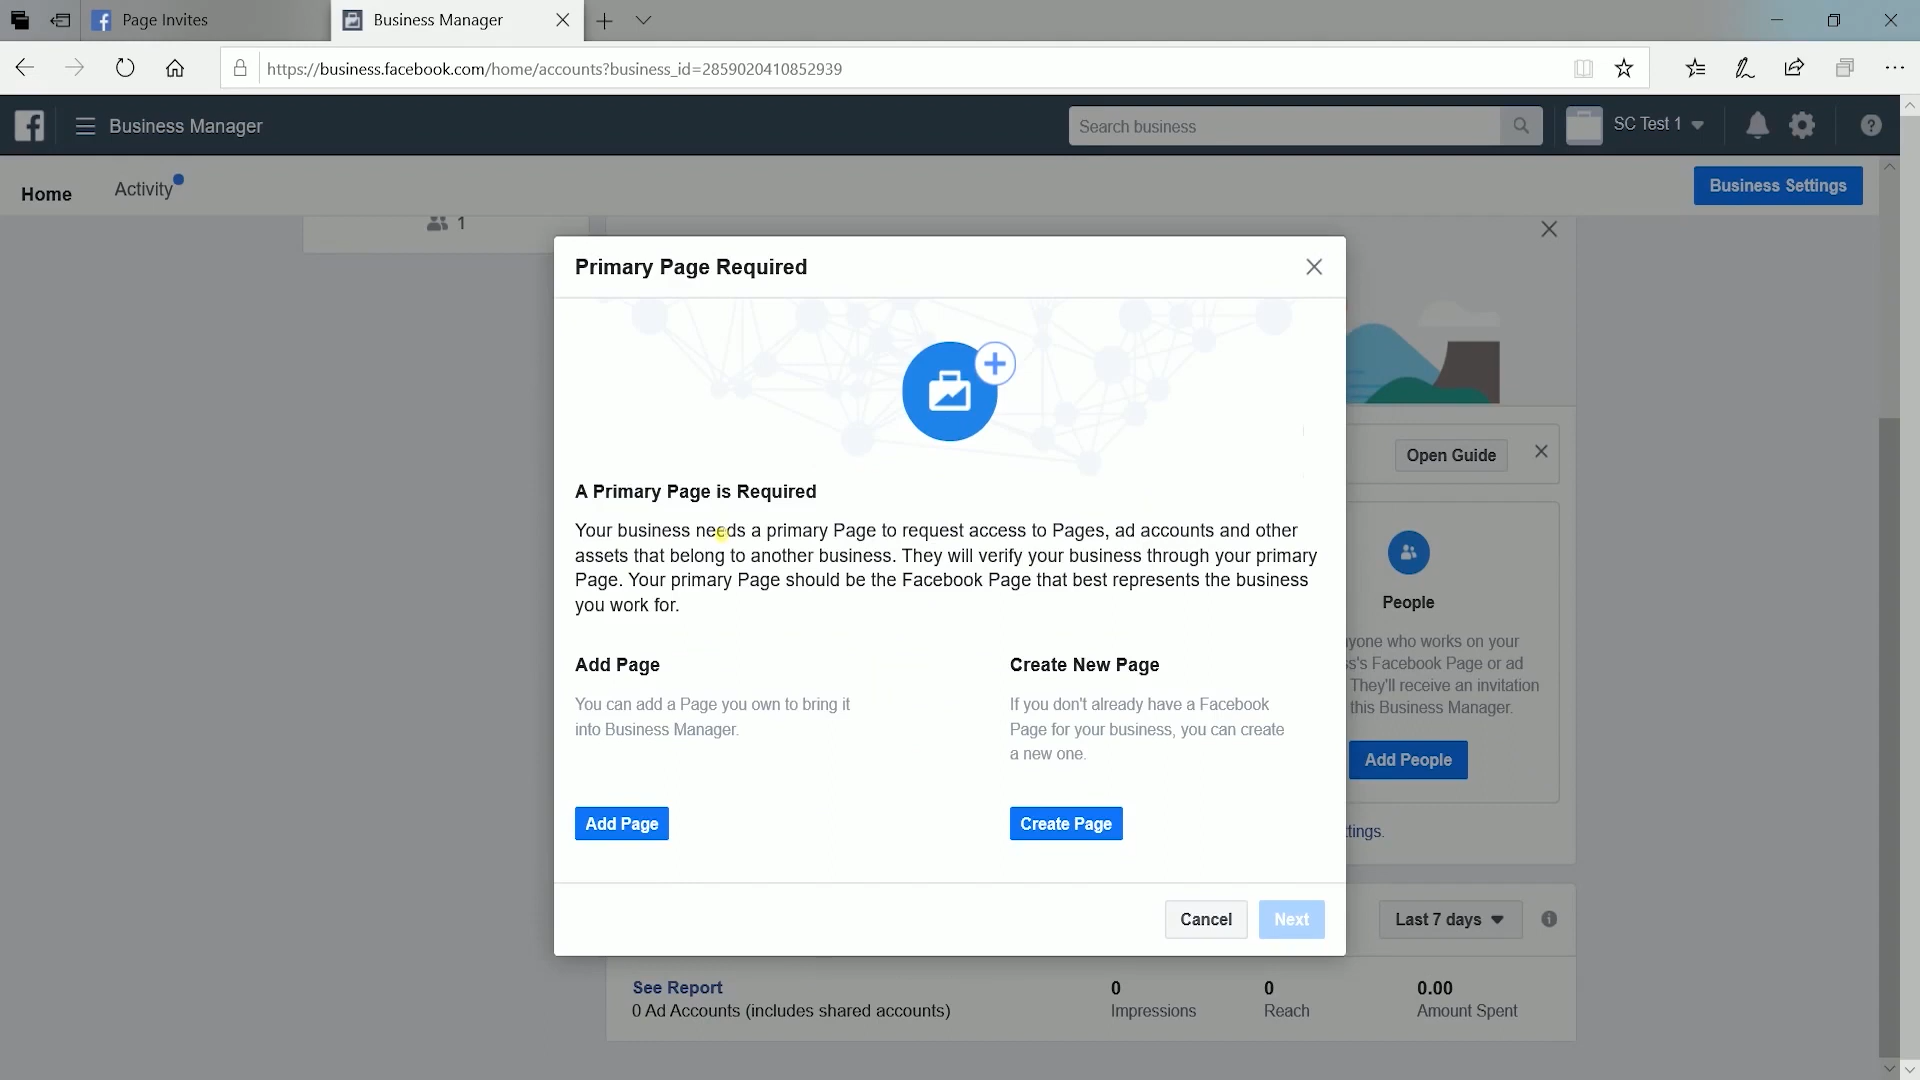 Page Invites
Business Manager
https://business.facebook.com/home/accounts?business_id=2859020410852939
Business Manager
Search business
SC Test 1
Home
Activity
Business Settings
1
Primary Page Required
A Primary Page is Required
Your business needs a primary Page to request access to Pages, ad accounts and other
assets that belong to another business. They will verify your business through your primary
Page. Your primary Page should be the Facebook Page that best represents the business
you work for.
Add Page
You can add a Page you own to bring it
into Business Manager.
Add Page
Create New Page
If you don't already have a Facebook
Page for your business, you can create
a new one.
Create Page
Cancel
Next
Open Guide
People
yone who works on your
ss's Facebook Page or ad
They'll receive an invitation
this Business Manager.
Add People
ttings.
Last 7 days
See Report
0 Ad Accounts (includes shared accounts)
0
Impressions
0
Reach
0.00
Amount Spent